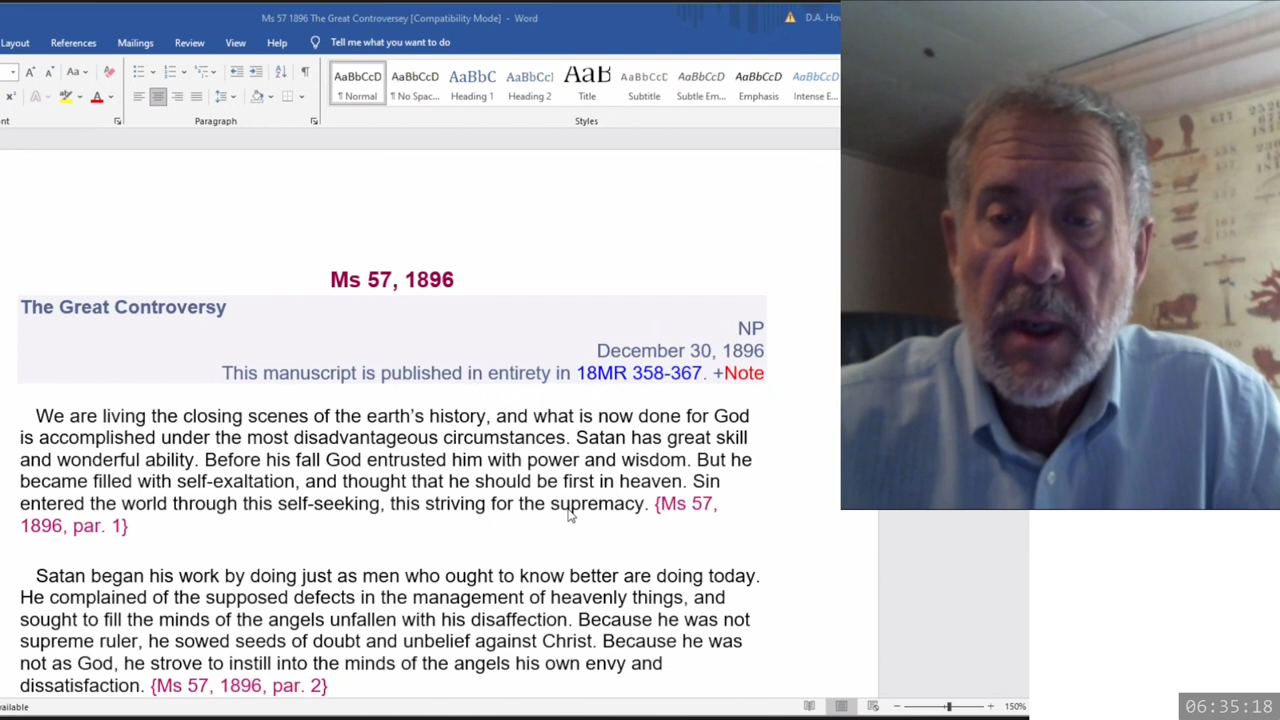 Ms 57 1896 The Great Controversey [Compatibility Mode] - Word
D.A. Hov
Layout References Mailings Review View Help Tell me what you want to do
AaBbCcD AaBbCcD AaBbC AaBbCcI AaB AaBbCcD AaBbCcD AaBbCcD AaBbCcD
¶ Normal ¶ No Spac... Heading 1 Heading 2 Title Subtitle Subtle Em... Emphasis Intense E...
nt Paragraph Styles
Ms 57, 1896
The Great Controversy
NP
December 30, 1896
This manuscript is published in entirety in 18MR 358-367. +Note
We are living the closing scenes of the earth’s history, and what is now done for God
is accomplished under the most disadvantageous circumstances. Satan has great skill
and wonderful ability. Before his fall God entrusted him with power and wisdom. But he
became filled with self-exaltation, and thought that he should be first in heaven. Sin
entered the world through this self-seeking, this striving for the supremacy. {Ms 57,
1896, par. 1}
Satan began his work by doing just as men who ought to know better are doing today.
He complained of the supposed defects in the management of heavenly things, and
sought to fill the minds of the angels unfallen with his disaffection. Because he was not
supreme ruler, he sowed seeds of doubt and unbelief against Christ. Because he was
not as God, he strove to instill into the minds of the angels his own envy and
dissatisfaction. {Ms 57, 1896, par. 2}
vailable
150%
06:35:18